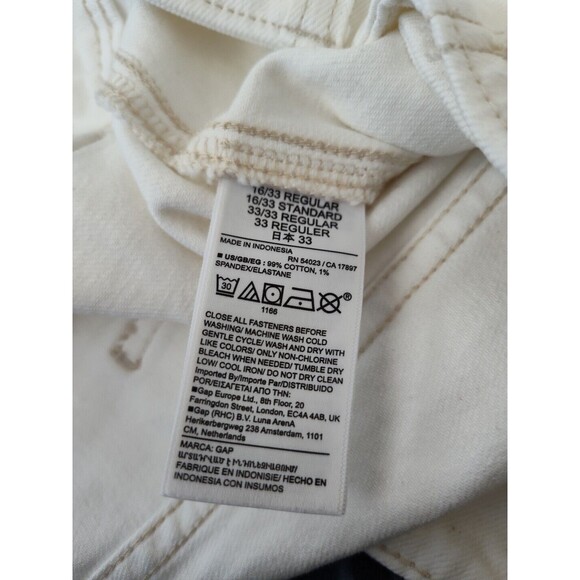 16/33 REGULAR
16/33 STANDARD
33/33 REGULAR
33 REGULER
日本 33
MADE IN INDONESIA RN 54023 / CA 17897
■ US/GB/EG : 99% COTTON, 1%
SPANDEX/ELASTANE
30 ®
1166
CLOSE ALL FASTENERS BEFORE
WASHING/ MACHINE WASH COLD
GENTLE CYCLE/ WASH AND DRY WITH
LIKE COLORS/ ONLY NON-CHLORINE
BLEACH WHEN NEEDED/ TUMBLE DRY
LOW/ COOL IRON/ DO NOT DRY CLEAN
Imported By/Importe Par/DISTRIBUIDO
POR/ΕΙΣΑΓΕΤΑΙ ΑΠΟ ΤΗΝ:
■Gap Europe Ltd., 8th Floor, 20
Farringdon Street, London, EC4A 4AB, UK
■Gap (RHC) B.V. Luna ArenA
Herikerbergweg 238 Amsterdam, 1101
CM, Netherlands
MARCA: GAP
ԱՐՏԱԴՐՎԱԾ Է ԻՆԴՈՆԵԶԻԱՅՈՒՄ/
FABRIQUE EN INDONESIE/ HECHO EN
INDONESIA CON INSUMOS